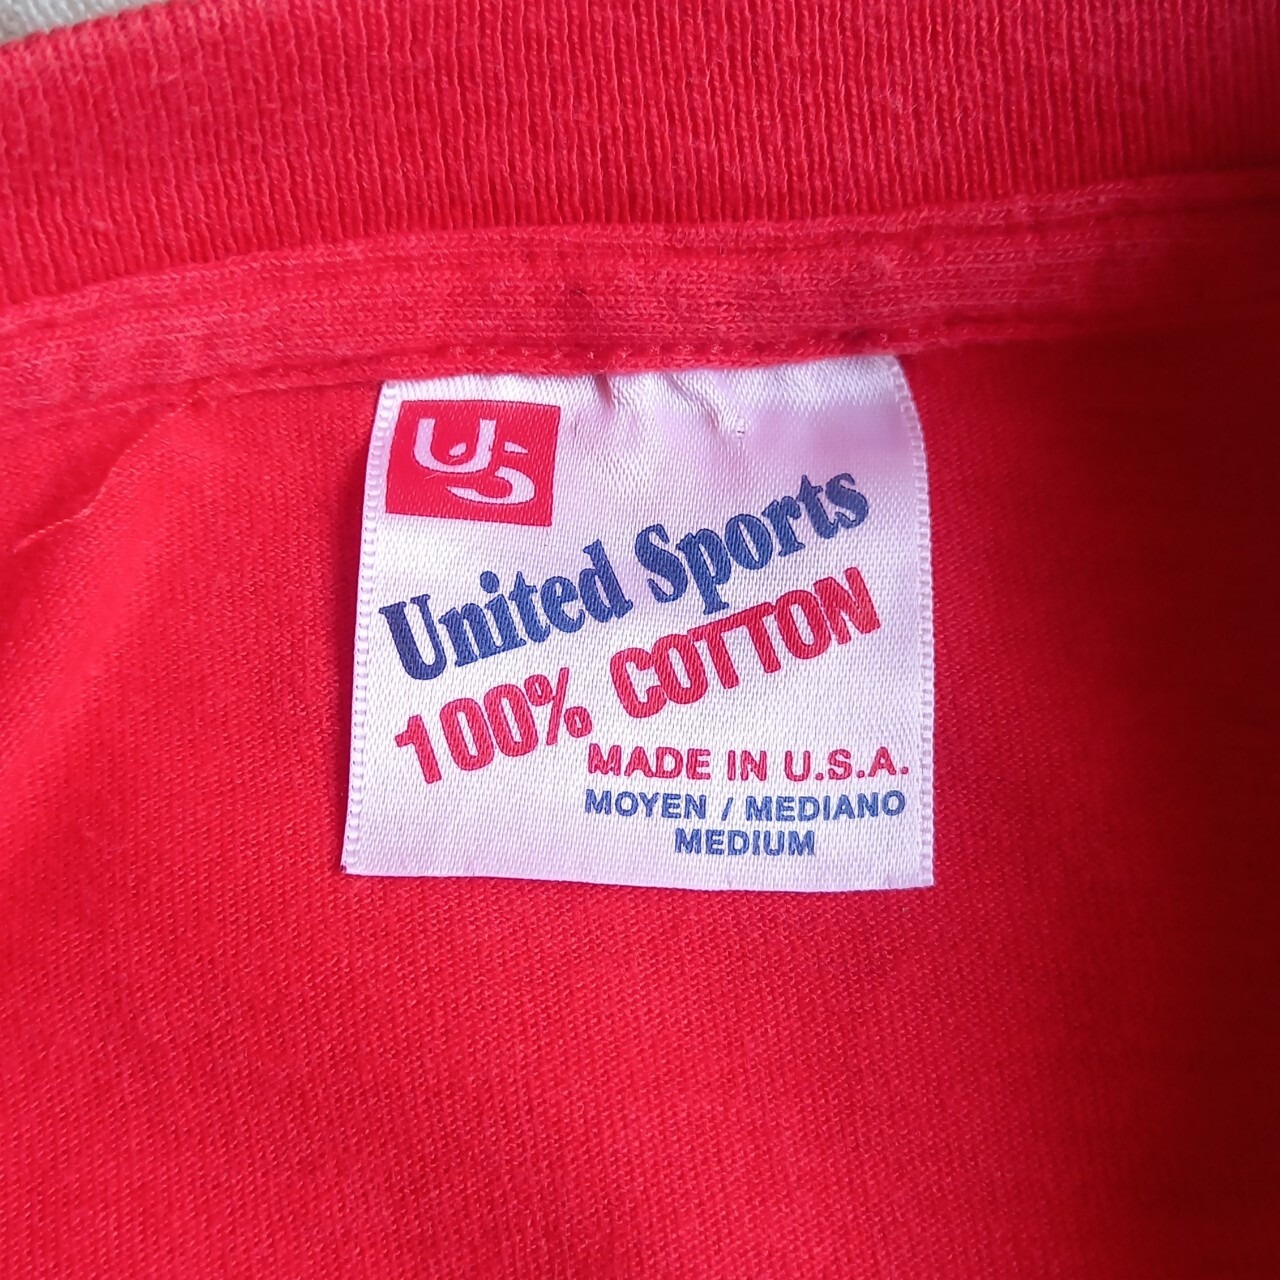 US
United Sports
100% COTTON
MADE IN U.S.A.
MOYEN / MEDIANO
MEDIUM